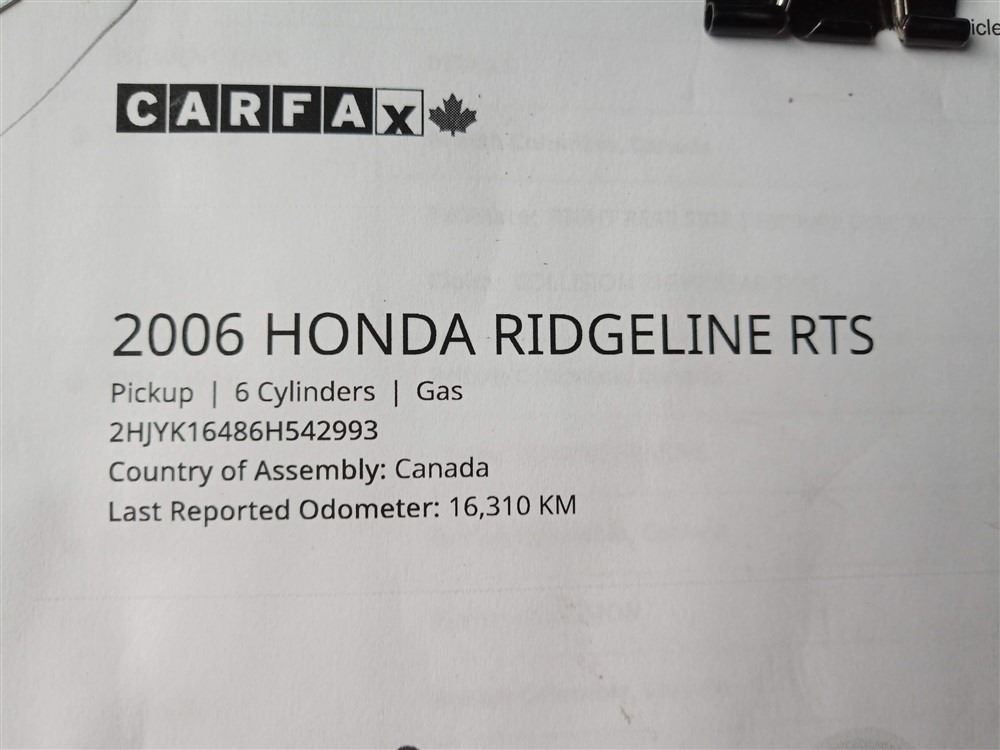 icle
CARFAX
2006 HONDA RIDGELINE RTS
Pickup | 6 Cylinders | Gas
2HJYK16486H542993
Country of Assembly: Canada
Last Reported Odometer: 16,310 KM